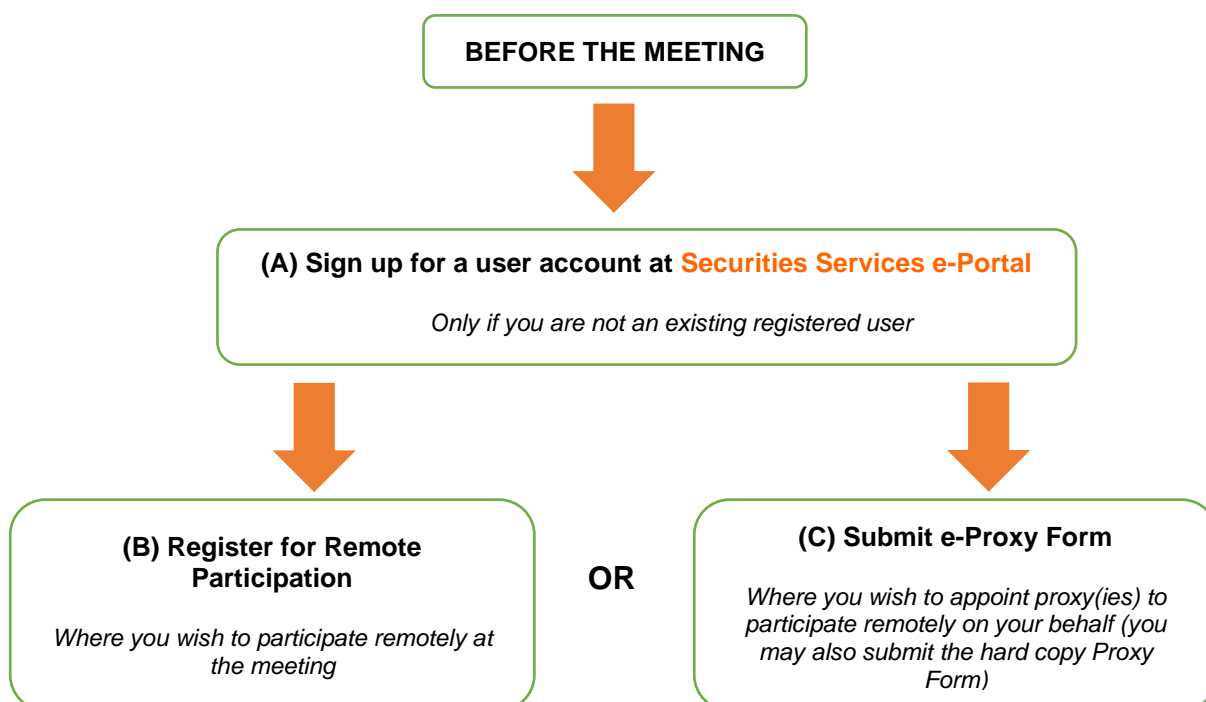 BEFORE THE MEETING
(A) Sign up for a user account at Securities Services e-Portal
Only if you are not an existing registered user
(B) Register for Remote
Participation
Where you wish to participate remotely at
the meeting
OR
(C) Submit e-Proxy Form
Where you wish to appoint proxy(ies) to
participate remotely on your behalf (you
may also submit the hard copy Proxy
Form)